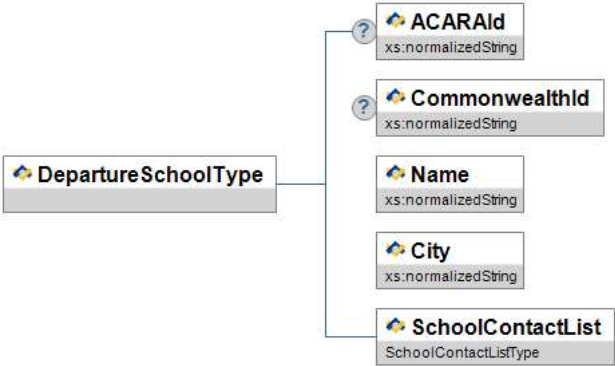 ACARAId
xs:normalizedString
?
CommonwealthId
xs:normalizedString
?
DepartureSchoolType
Name
xs:normalizedString
City
xs:normalizedString
SchoolContactList
SchoolContactListType